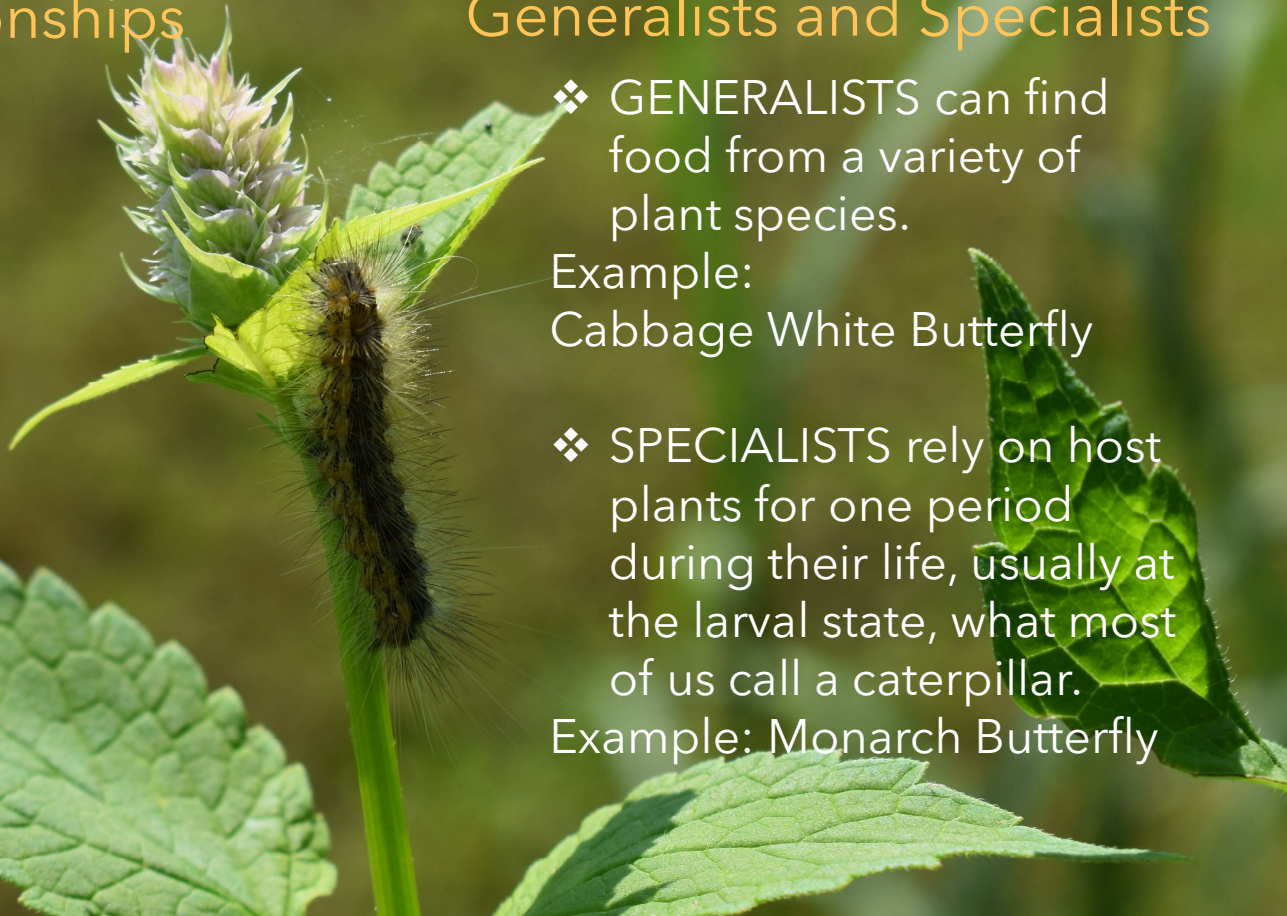 onships
Generalists and Specialists
❖ GENERALISTS can find
food from a variety of
plant species.
Example:
Cabbage White Butterfly
❖ SPECIALISTS rely on host
plants for one period
during their life, usually at
the larval state, what most
of us call a caterpillar.
Example: Monarch Butterfly